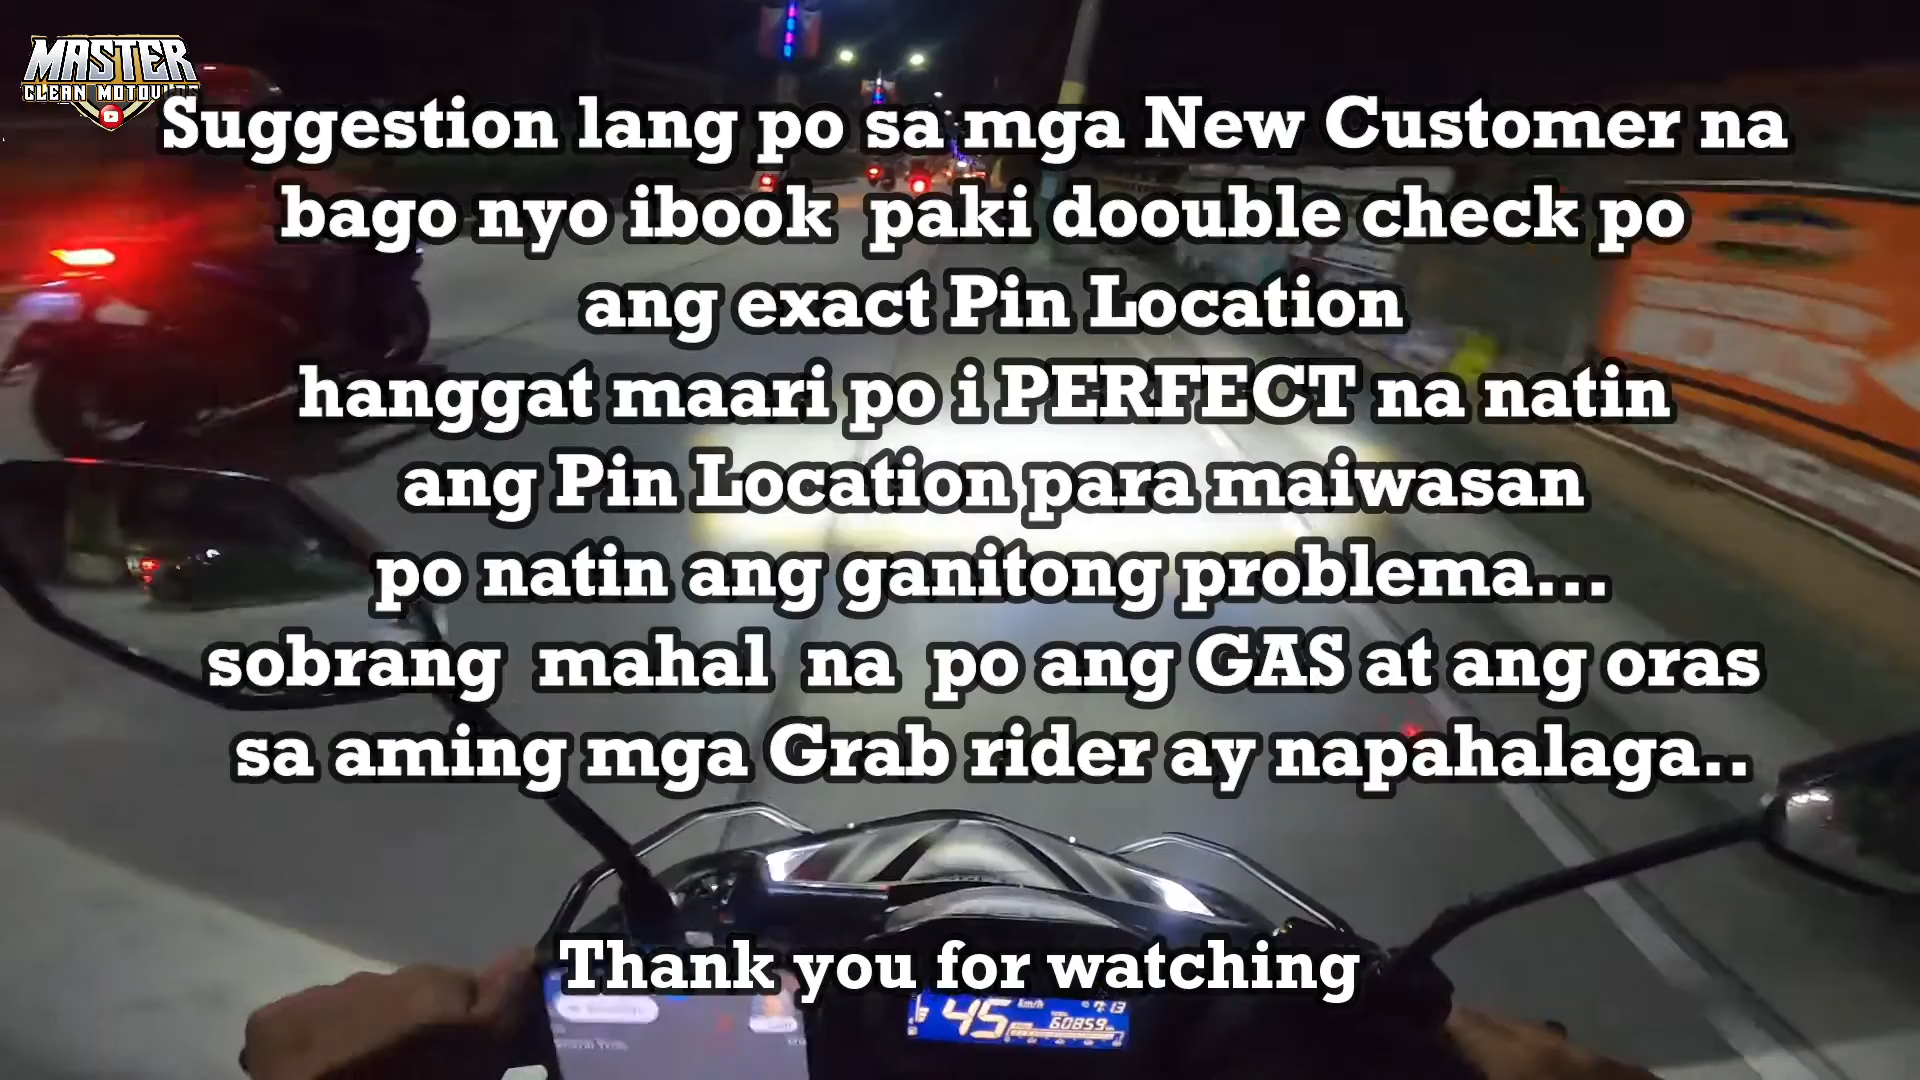 MASTER
CLEAN MOTOVLOG
Suggestion lang po sa mga New Customer na
bago nyo ibook paki doouble check po
ang exact Pin Location
hanggat maari po i PERFECT na natin
ang Pin Location para maiwasan
po natin ang ganitong problema...
sobrang mahal na po ang GAS at ang oras
sa aming mga Grab rider ay napahalaga..
Thank you for watching
45 km/h
13
60859